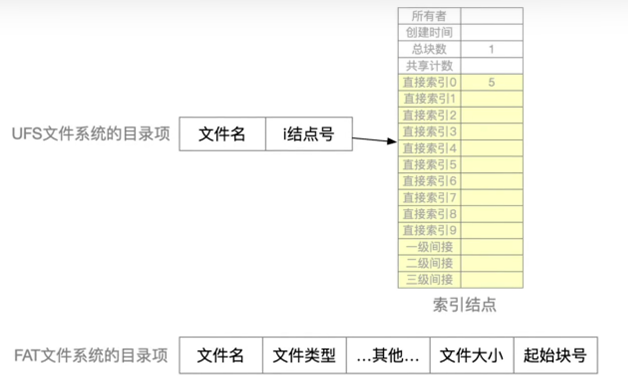 所有者
创建时间
总块数 1
共享计数
直接索引0 5
直接索引1
直接索引2
直接索引3
直接索引4
直接索引5
直接索引6
直接索引7
直接索引8
直接索引9
一级间接
二级间接
三级间接
索引结点
UFS文件系统的目录项 文件名 i结点号
FAT文件系统的目录项 文件名 文件类型 ...其他... 文件大小 起始块号